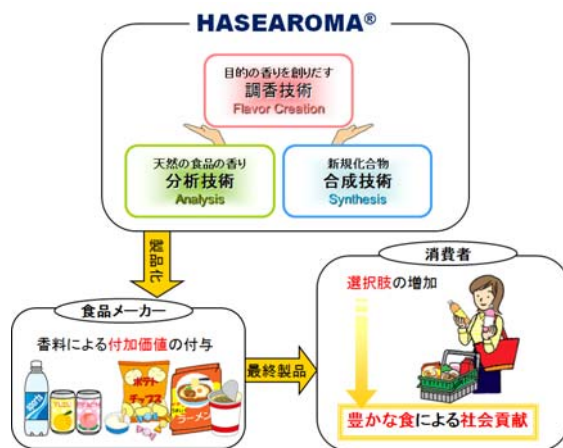 HASEAROMA®
目的の香りを創りだす
調香技術
Flavor Creation
天然の食品の香り
分析技術
Analysis
新規化合物
合成技術
Synthesis
製品化
食品メーカー
香料による付加価値の付与
ポテト
チップス
ラーメン
最終製品
消費者
選択肢の増加
豊かな食による社会貢献